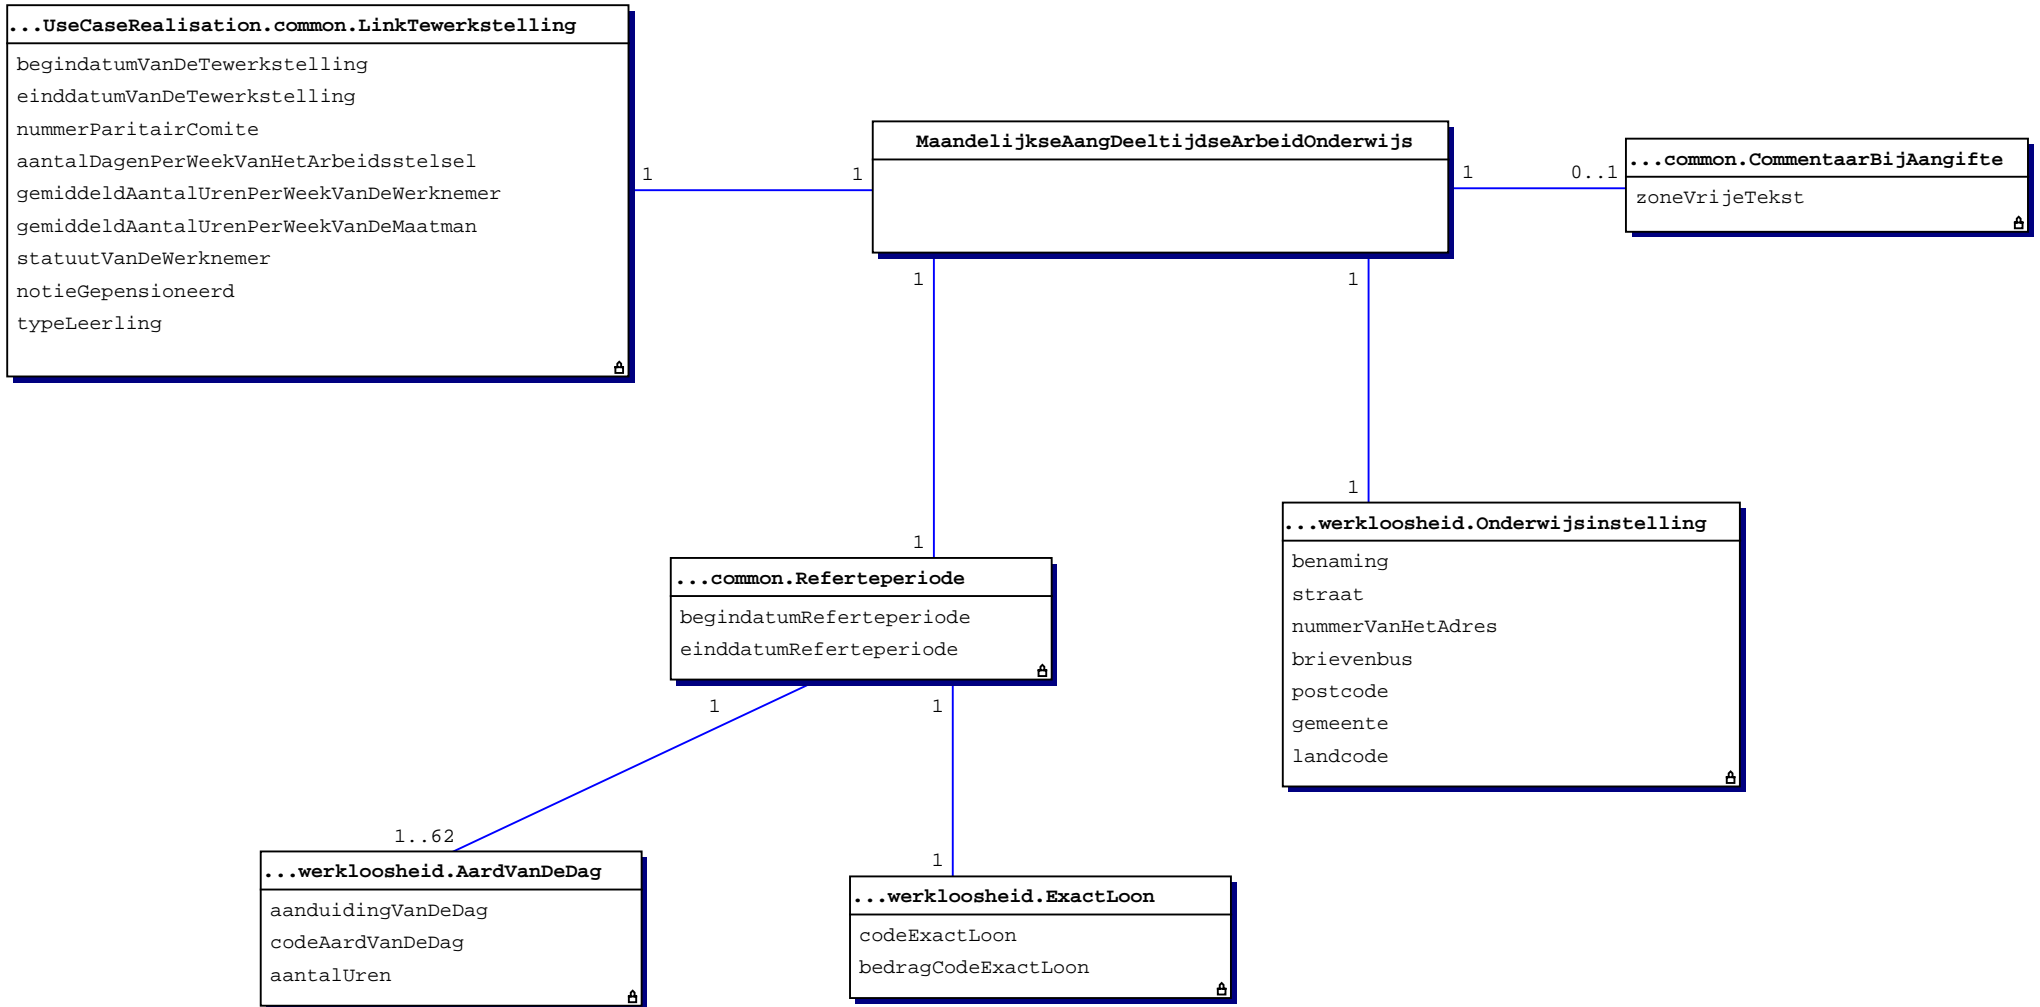 ...UseCaseRealisation.common.LinkTewerkstelling
begindatumVanDeTewerkstelling
einddatumVanDeTewerkstelling
nummerParitairComite
aantalDagenPerWeekVanHetArbeidsstelsel
gemiddeldAantalUrenPerWeekVanDeWerknemer
gemiddeldAantalUrenPerWeekVanDeMaatman
statuutVanDeWerknemer
notieGepensioneerd
typeLeerling
1
1
MaandelijkseAangDeeltijdseArbeidOnderwijs
1
0..1
...common.CommentaarBijAangifte
zoneVrijeTekst
1
1
1
1
...common.Referteperiode
begindatumReferteperiode
einddatumReferteperiode
...werkloosheid.Onderwijsinstelling
benaming
straat
nummerVanHetAdres
brievenbus
postcode
gemeente
landcode
1
1
1..62
1
...werkloosheid.AardVanDeDag
aanduidingVanDeDag
codeAardVanDeDag
aantalUren
...werkloosheid.ExactLoon
codeExactLoon
bedragCodeExactLoon